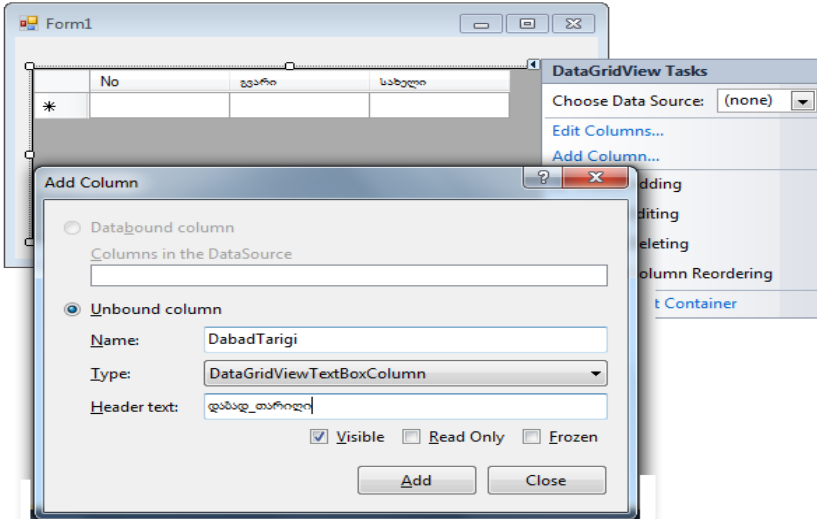 Form1
No გვარი სახელი
DataGridView Tasks
Choose Data Source: (none)
Edit Columns...
Add Column...
Add Column
dding
diting
eleting
olumn Reordering
t Container
Databound column
Columns in the DataSource
Unbound column
Name: DabadTarigi
Type: DataGridViewTextBoxColumn
Header text: დაბად_თარიღი
Visible Read Only Frozen
Add Close